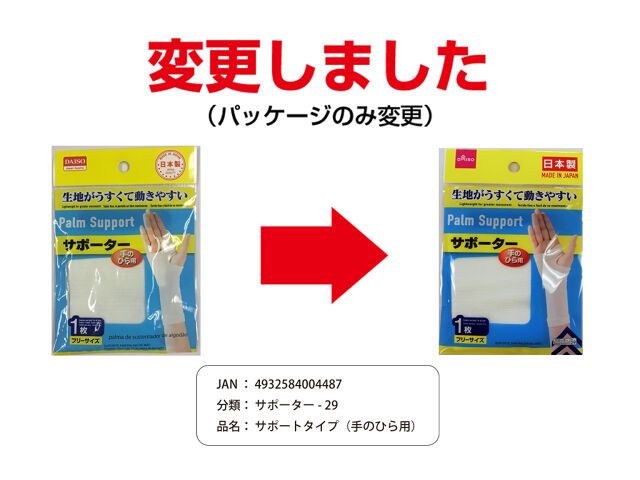 変更しました
（パッケージのみ変更）
DAISO
日本製
生地がうすくて動きやすい
Palm Support
サポーター
手の
ひら用
palma de sustentador de algodão
1枚
フリーサイズ
DAISO
日本製
MADE IN JAPAN
生地がうすくて動きやすい
Palm Support
サポーター
手の
ひら用
1枚
フリーサイズ
JAN ： 4932584004487
分類： サポーター - 29
品名： サポートタイプ（手のひら用）